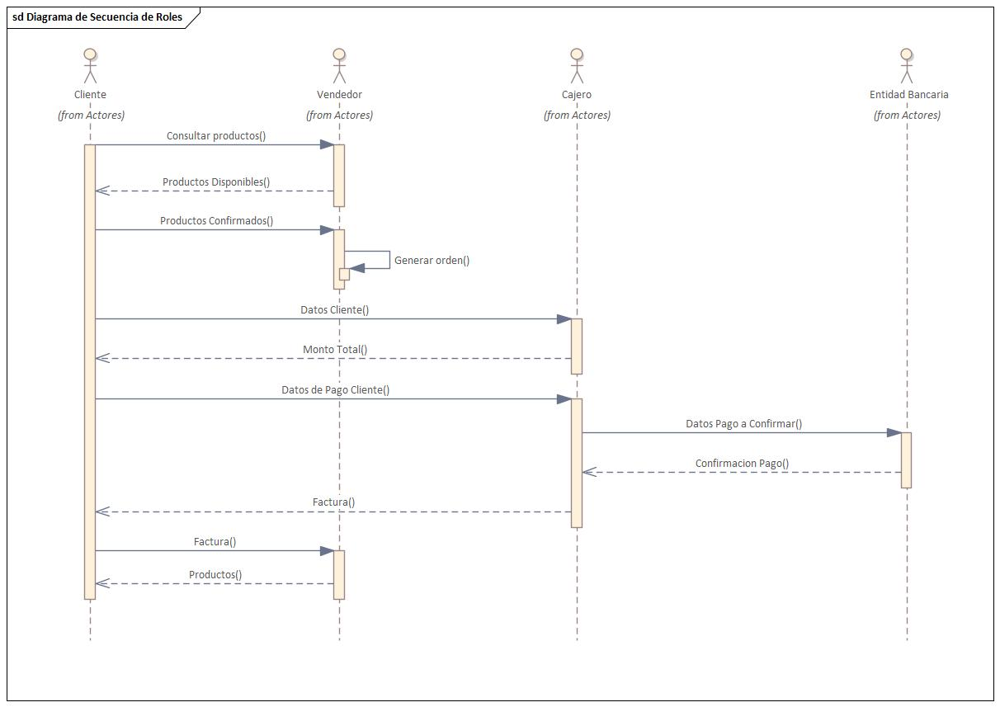 sd Diagrama de Secuencia de Roles
Cliente
Vendedor
Cajero
Entidad Bancaria
(from Actores)
(from Actores)
(from Actores)
(from Actores)
Consultar productos()
Productos Disponibles()
Productos Confirmados()
Generar orden()
Datos Cliente()
Monto Total()
Datos de Pago Cliente()
Datos Pago a Confirmar()
Confirmacion Pago()
Factura()
Factura()
Productos()